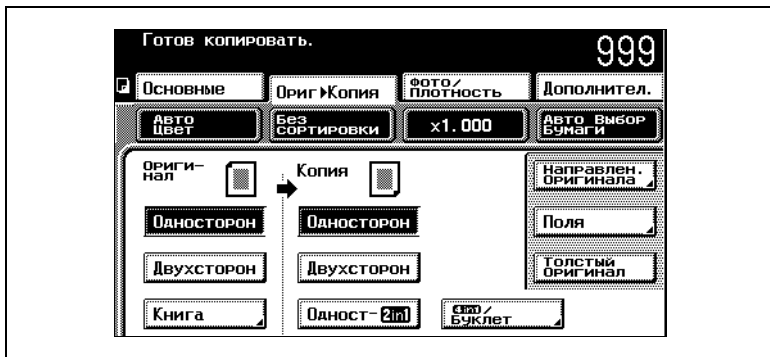 Готов копировать.
999
Основные
Ориг▶Копия
Фото/
Плотность
Дополнител.
Авто
Цвет
Без
сортировки
x1.000
Авто Выбор
Бумаги
Ориги-
нал
Копия
Направлен.
Оригинала
Односторон
Односторон
Поля
Двухсторон
Двухсторон
Толстый
Оригинал
Книга
Одност-2in1
4in1/
Буклет